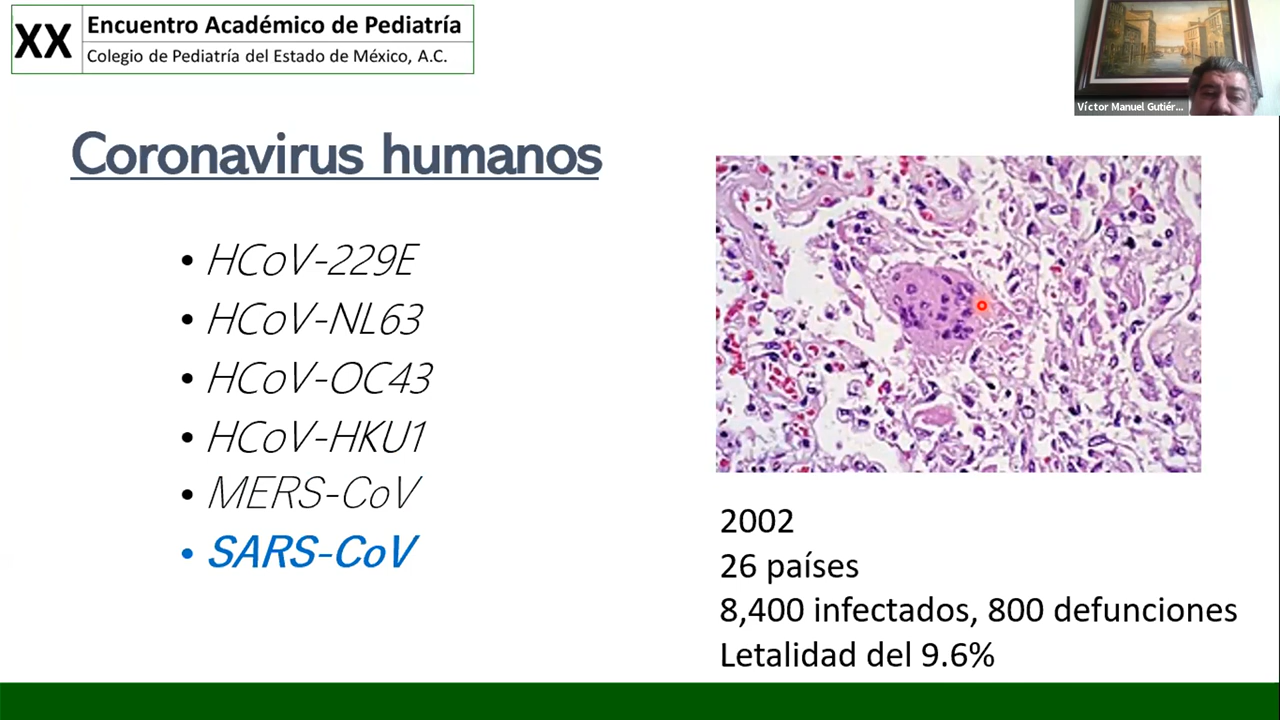 XX
Encuentro Académico de Pediatría
Colegio de Pediatría del Estado de México, A.C.
Víctor Manuel Gutiér...
Coronavirus humanos
• HCoV-229E
• HCoV-NL63
• HCoV-OC43
• HCoV-HKU1
• MERS-CoV
• SARS-CoV
2002
26 países
8,400 infectados, 800 defunciones
Letalidad del 9.6%